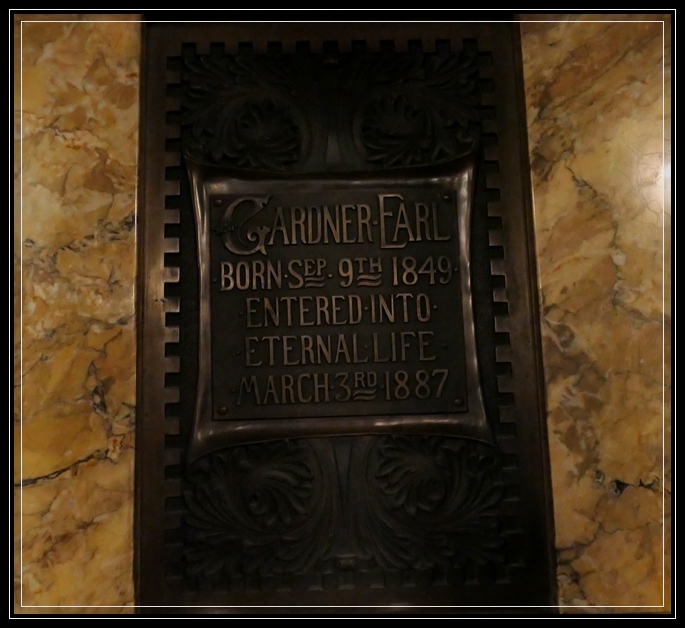 GARDNER·EARL
·BORN·SEP. 9TH 1849·
·ENTERED·INTO·
·ETERNAL·LIFE·
·MARCH·3RD·1887